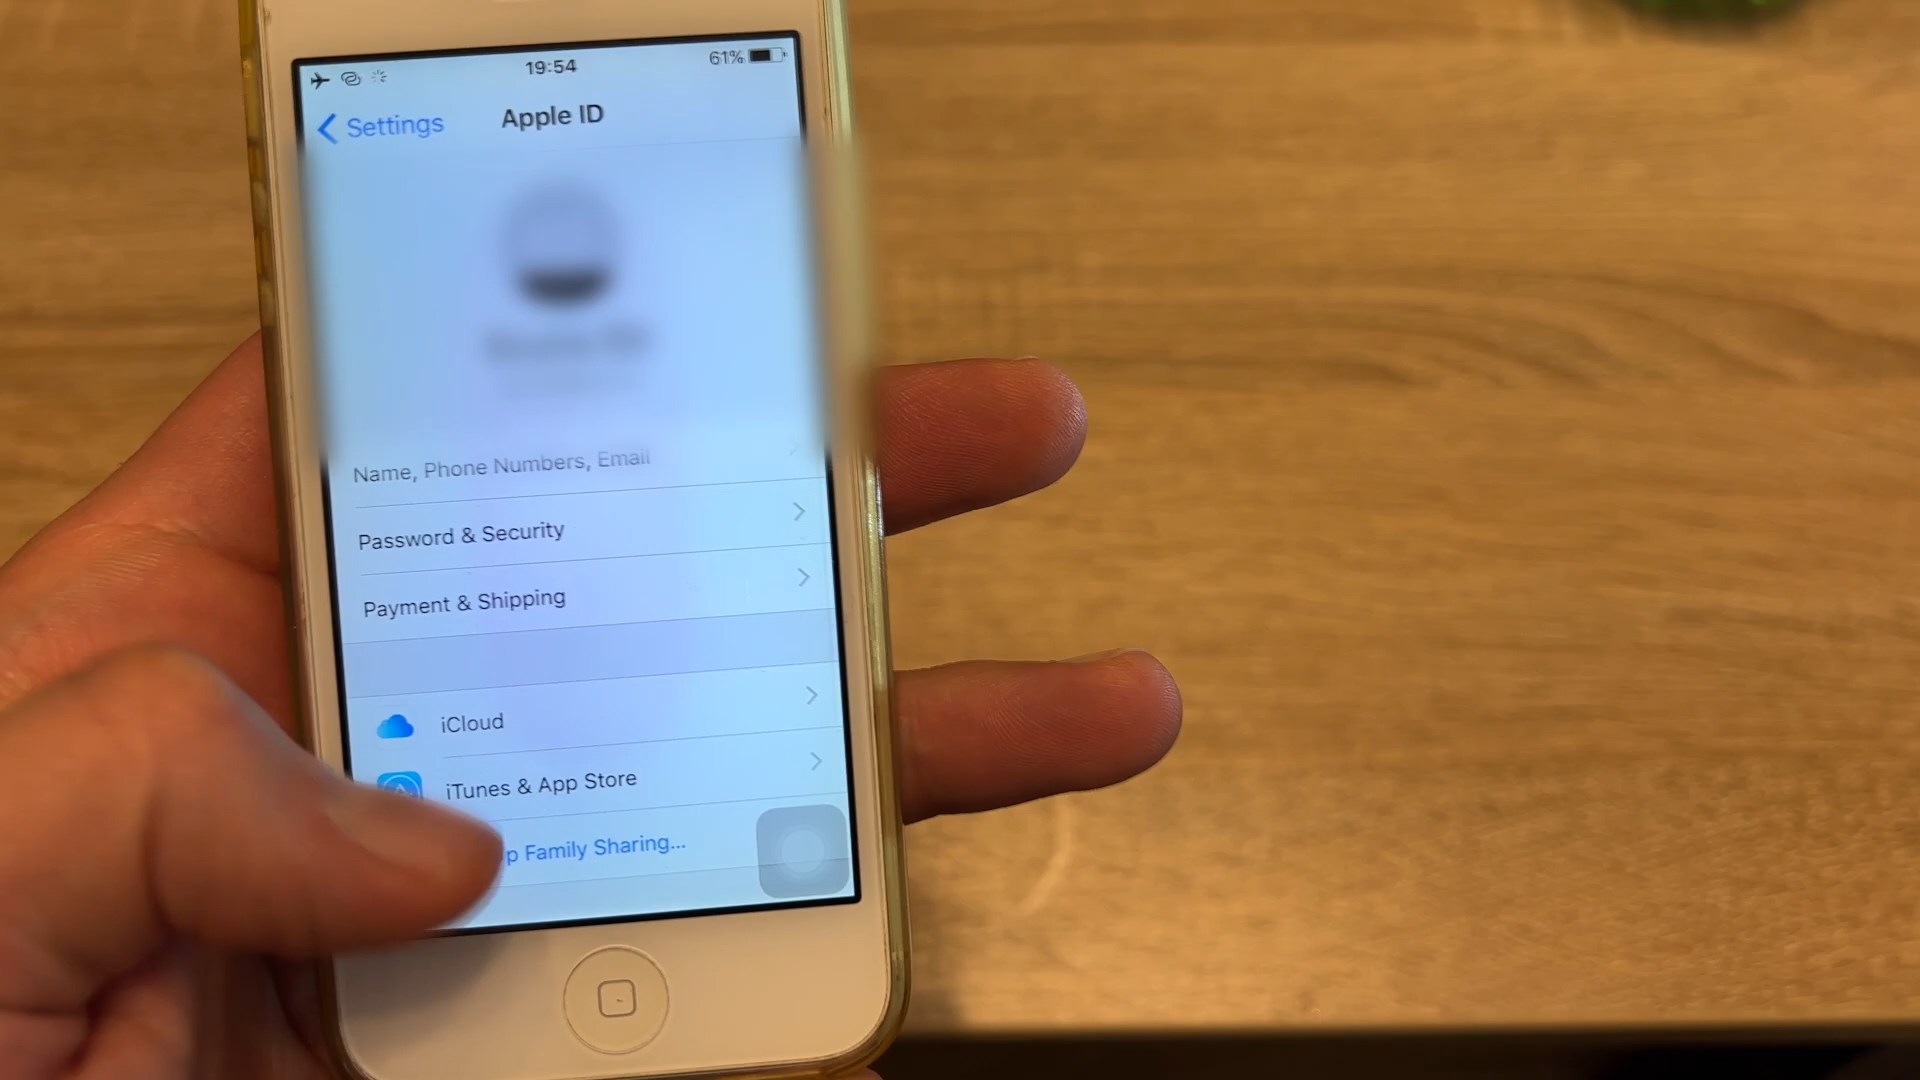 19:54
61%
Settings
Apple ID
Name, Phone Numbers, Email
Password & Security
Payment & Shipping
iCloud
iTunes & App Store
p Family Sharing...